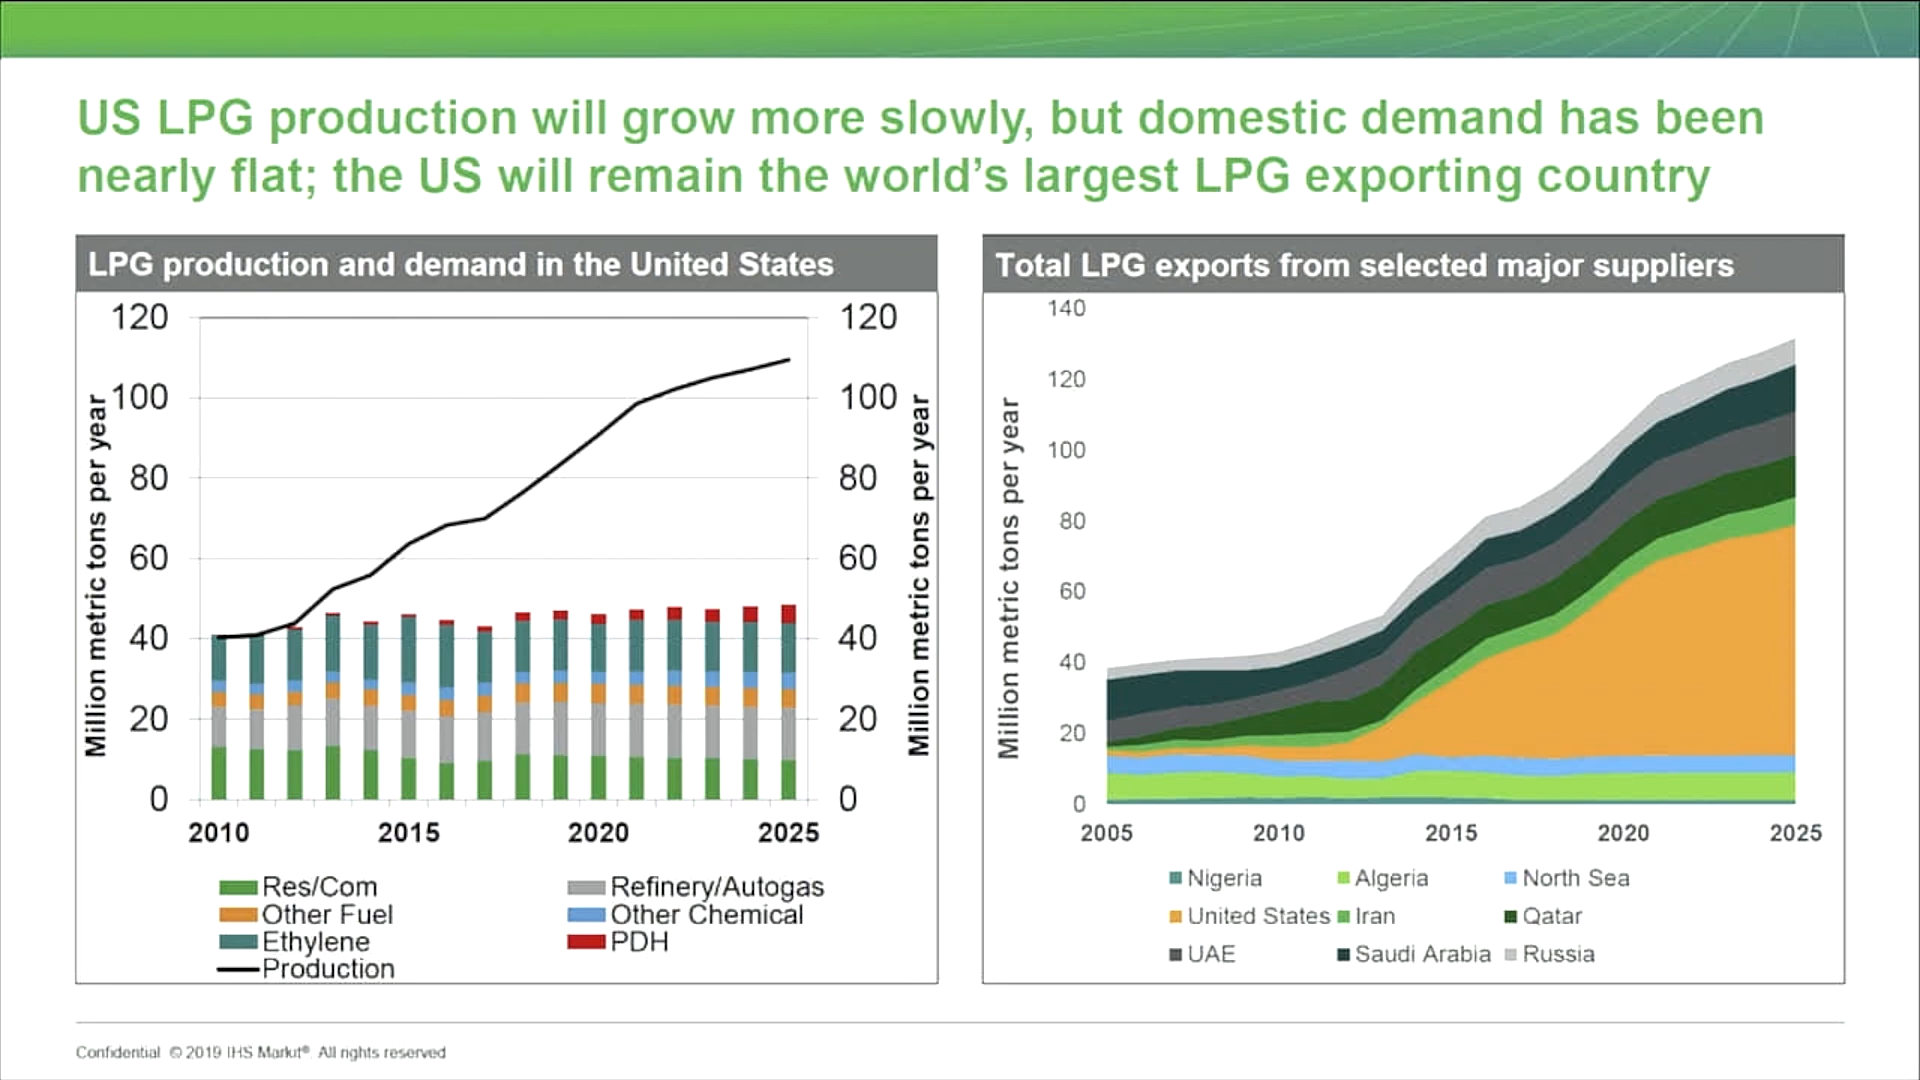 US LPG production will grow more slowly, but domestic demand has been
nearly flat; the US will remain the world's largest LPG exporting country
LPG production and demand in the United States
Million metric tons per year
120
100
80
60
40
20
0
120
100
80
60
40
20
0
Million metric tons per year
2010 2015 2020 2025
Res/Com Refinery/Autogas
Other Fuel Other Chemical
Ethylene PDH
Production
Total LPG exports from selected major suppliers
Million metric tons per year
140
120
100
80
60
40
20
0
2005 2010 2015 2020 2025
Nigeria Algeria North Sea
United States Iran Qatar
UAE Saudi Arabia Russia
Confidential © 2019 IHS Markit®. All rights reserved